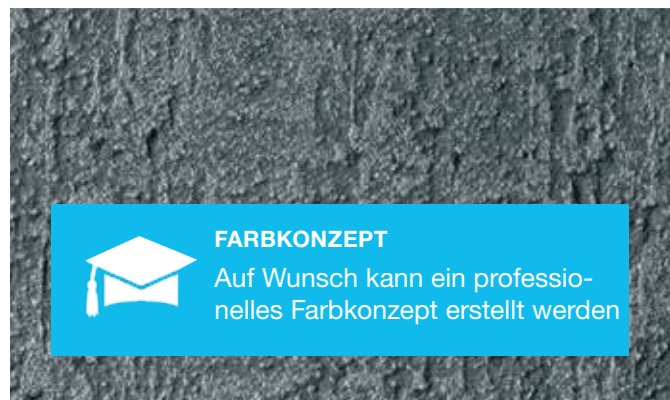 FARBKONZEPT
Auf Wunsch kann ein professio-
nelles Farbkonzept erstellt werden